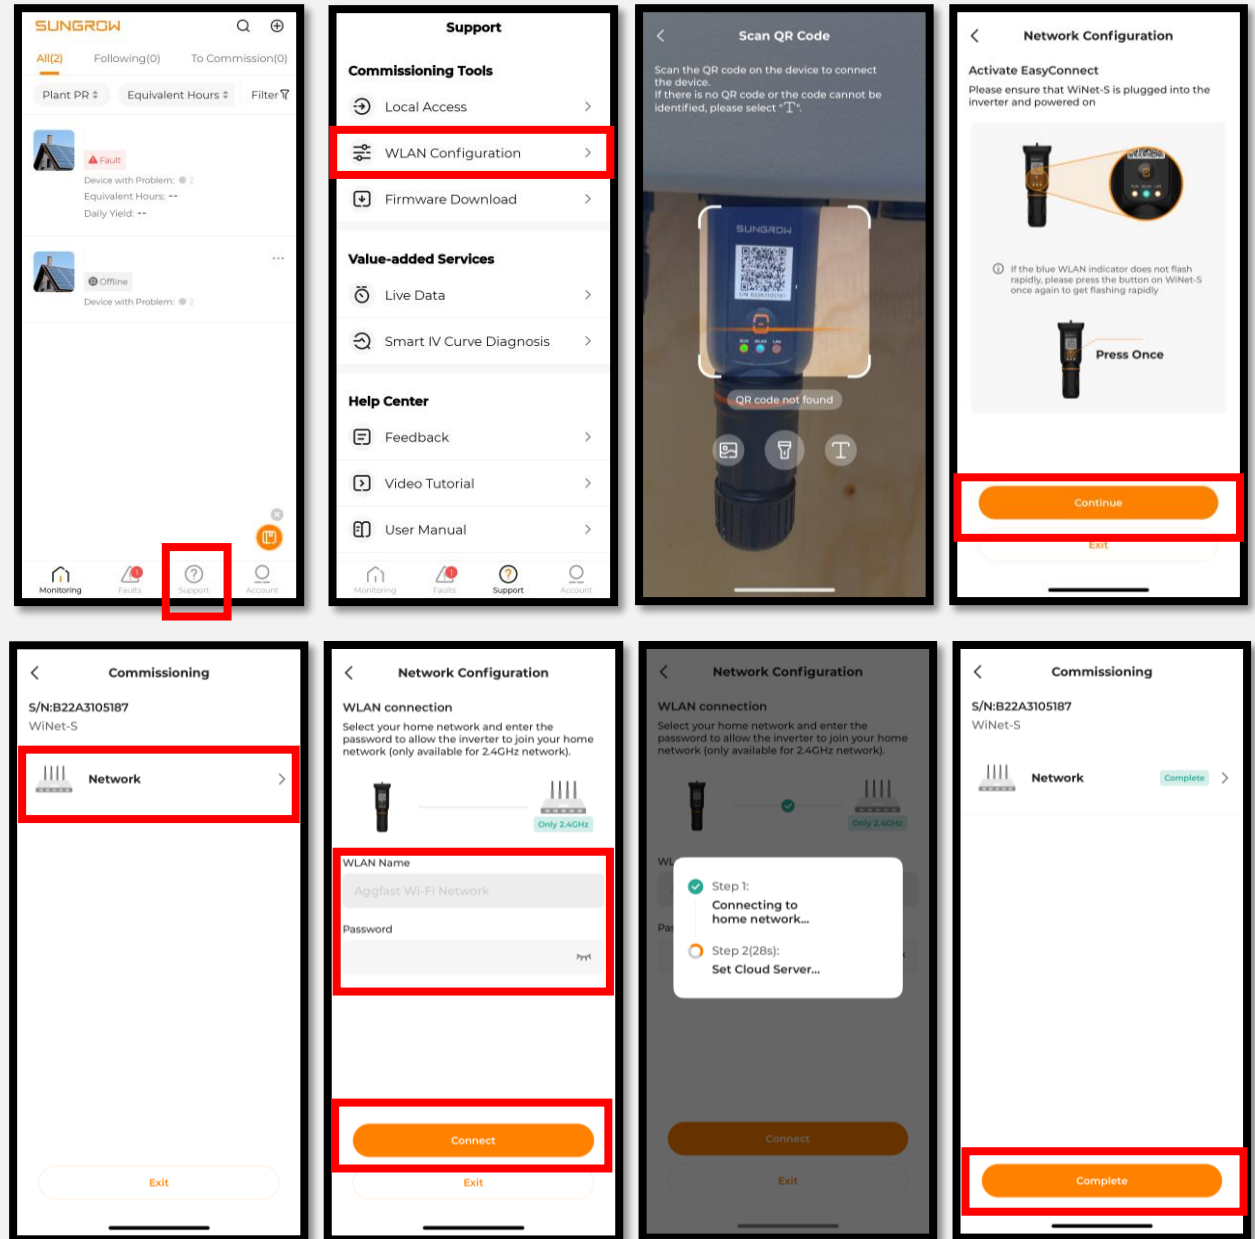 SUNGROW
All(2)
Following(0)
To Commission(0)
Plant PR
Equivalent Hours
Filter
Fault
Device with Problem: 2
Equivalent Hours: --
Daily Yield: --
Offline
Device with Problem: 2
Monitoring
1
Faults
Support
Account
Support
Commissioning Tools
Local Access
WLAN Configuration
Firmware Download
Value-added Services
Live Data
Smart IV Curve Diagnosis
Help Center
Feedback
Video Tutorial
User Manual
Monitoring
1
Faults
Support
Account
Scan QR Code
Scan the QR code on the device to connect
the device.
If there is no QR code or the code cannot be
identified, please select "T".
SUNGROW
RUN WLAN LAN
QR code not found
T
Network Configuration
Activate EasyConnect
Please ensure that WiNet-S is plugged into the
inverter and powered on
If the blue WLAN indicator does not flash
rapidly, please press the button on WiNet-S
once again to get flashing rapidly
Press Once
Continue
Exit
Commissioning
S/N:B22A3105187
WiNet-S
Network
Exit
Network Configuration
WLAN connection
Select your home network and enter the
password to allow the inverter to join your home
network (only available for 2.4GHz network).
Only 2.4GHz
WLAN Name
Aggfast Wi-Fi Network
Password
Connect
Exit
Network Configuration
WLAN connection
Select your home network and enter the
password to allow the inverter to join your home
network (only available for 2.4GHz network).
Only 2.4GHz
Step 1:
Connecting to
home network...
Step 2(28s):
Set Cloud Server...
Connect
Exit
Commissioning
S/N:B22A3105187
WiNet-S
Network
Complete
Complete